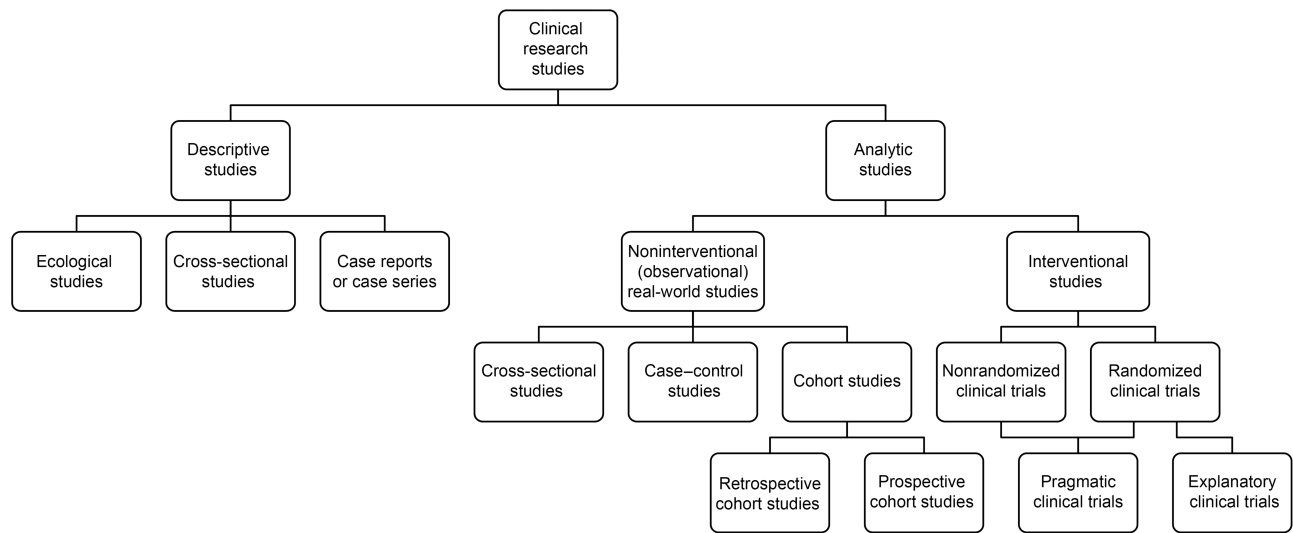 Clinical
research
studies
Descriptive
studies
Analytic
studies
Ecological
studies
Cross-sectional
studies
Case reports
or case series
Noninterventional
(observational)
real-world studies
Interventional
studies
Cross-sectional
studies
Case–control
studies
Cohort studies
Nonrandomized
clinical trials
Randomized
clinical trials
Retrospective
cohort studies
Prospective
cohort studies
Pragmatic
clinical trials
Explanatory
clinical trials